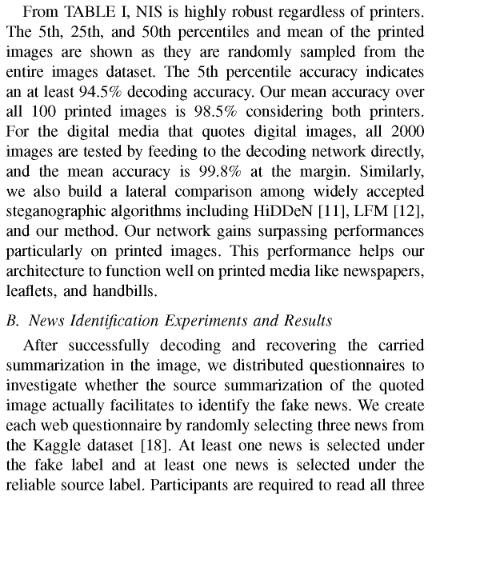 From TABLE I, NIS is highly robust regardless of printers.
The 5th, 25th, and 50th percentiles and mean of the printed
images are shown as they are randomly sampled from the
entire images dataset. The 5th percentile accuracy indicates
an at least 94.5% decoding accuracy. Our mean accuracy over
all 100 printed images is 98.5% considering both printers.
For the digital media that quotes digital images, all 2000
images are tested by feeding to the decoding network directly,
and the mean accuracy is 99.8% at the margin. Similarly,
we also build a lateral comparison among widely accepted
steganographic algorithms including HiDDeN [11], LFM [12],
and our method. Our network gains surpassing performances
particularly on printed images. This performance helps our
architecture to function well on printed media like newspapers,
leaflets, and handbills.
B. News Identification Experiments and Results
After successfully decoding and recovering the carried
summarization in the image, we distributed questionnaires to
investigate whether the source summarization of the quoted
image actually facilitates to identify the fake news. We create
each web questionnaire by randomly selecting three news from
the Kaggle dataset [18]. At least one news is selected under
the fake label and at least one news is selected under the
reliable source label. Participants are required to read all three